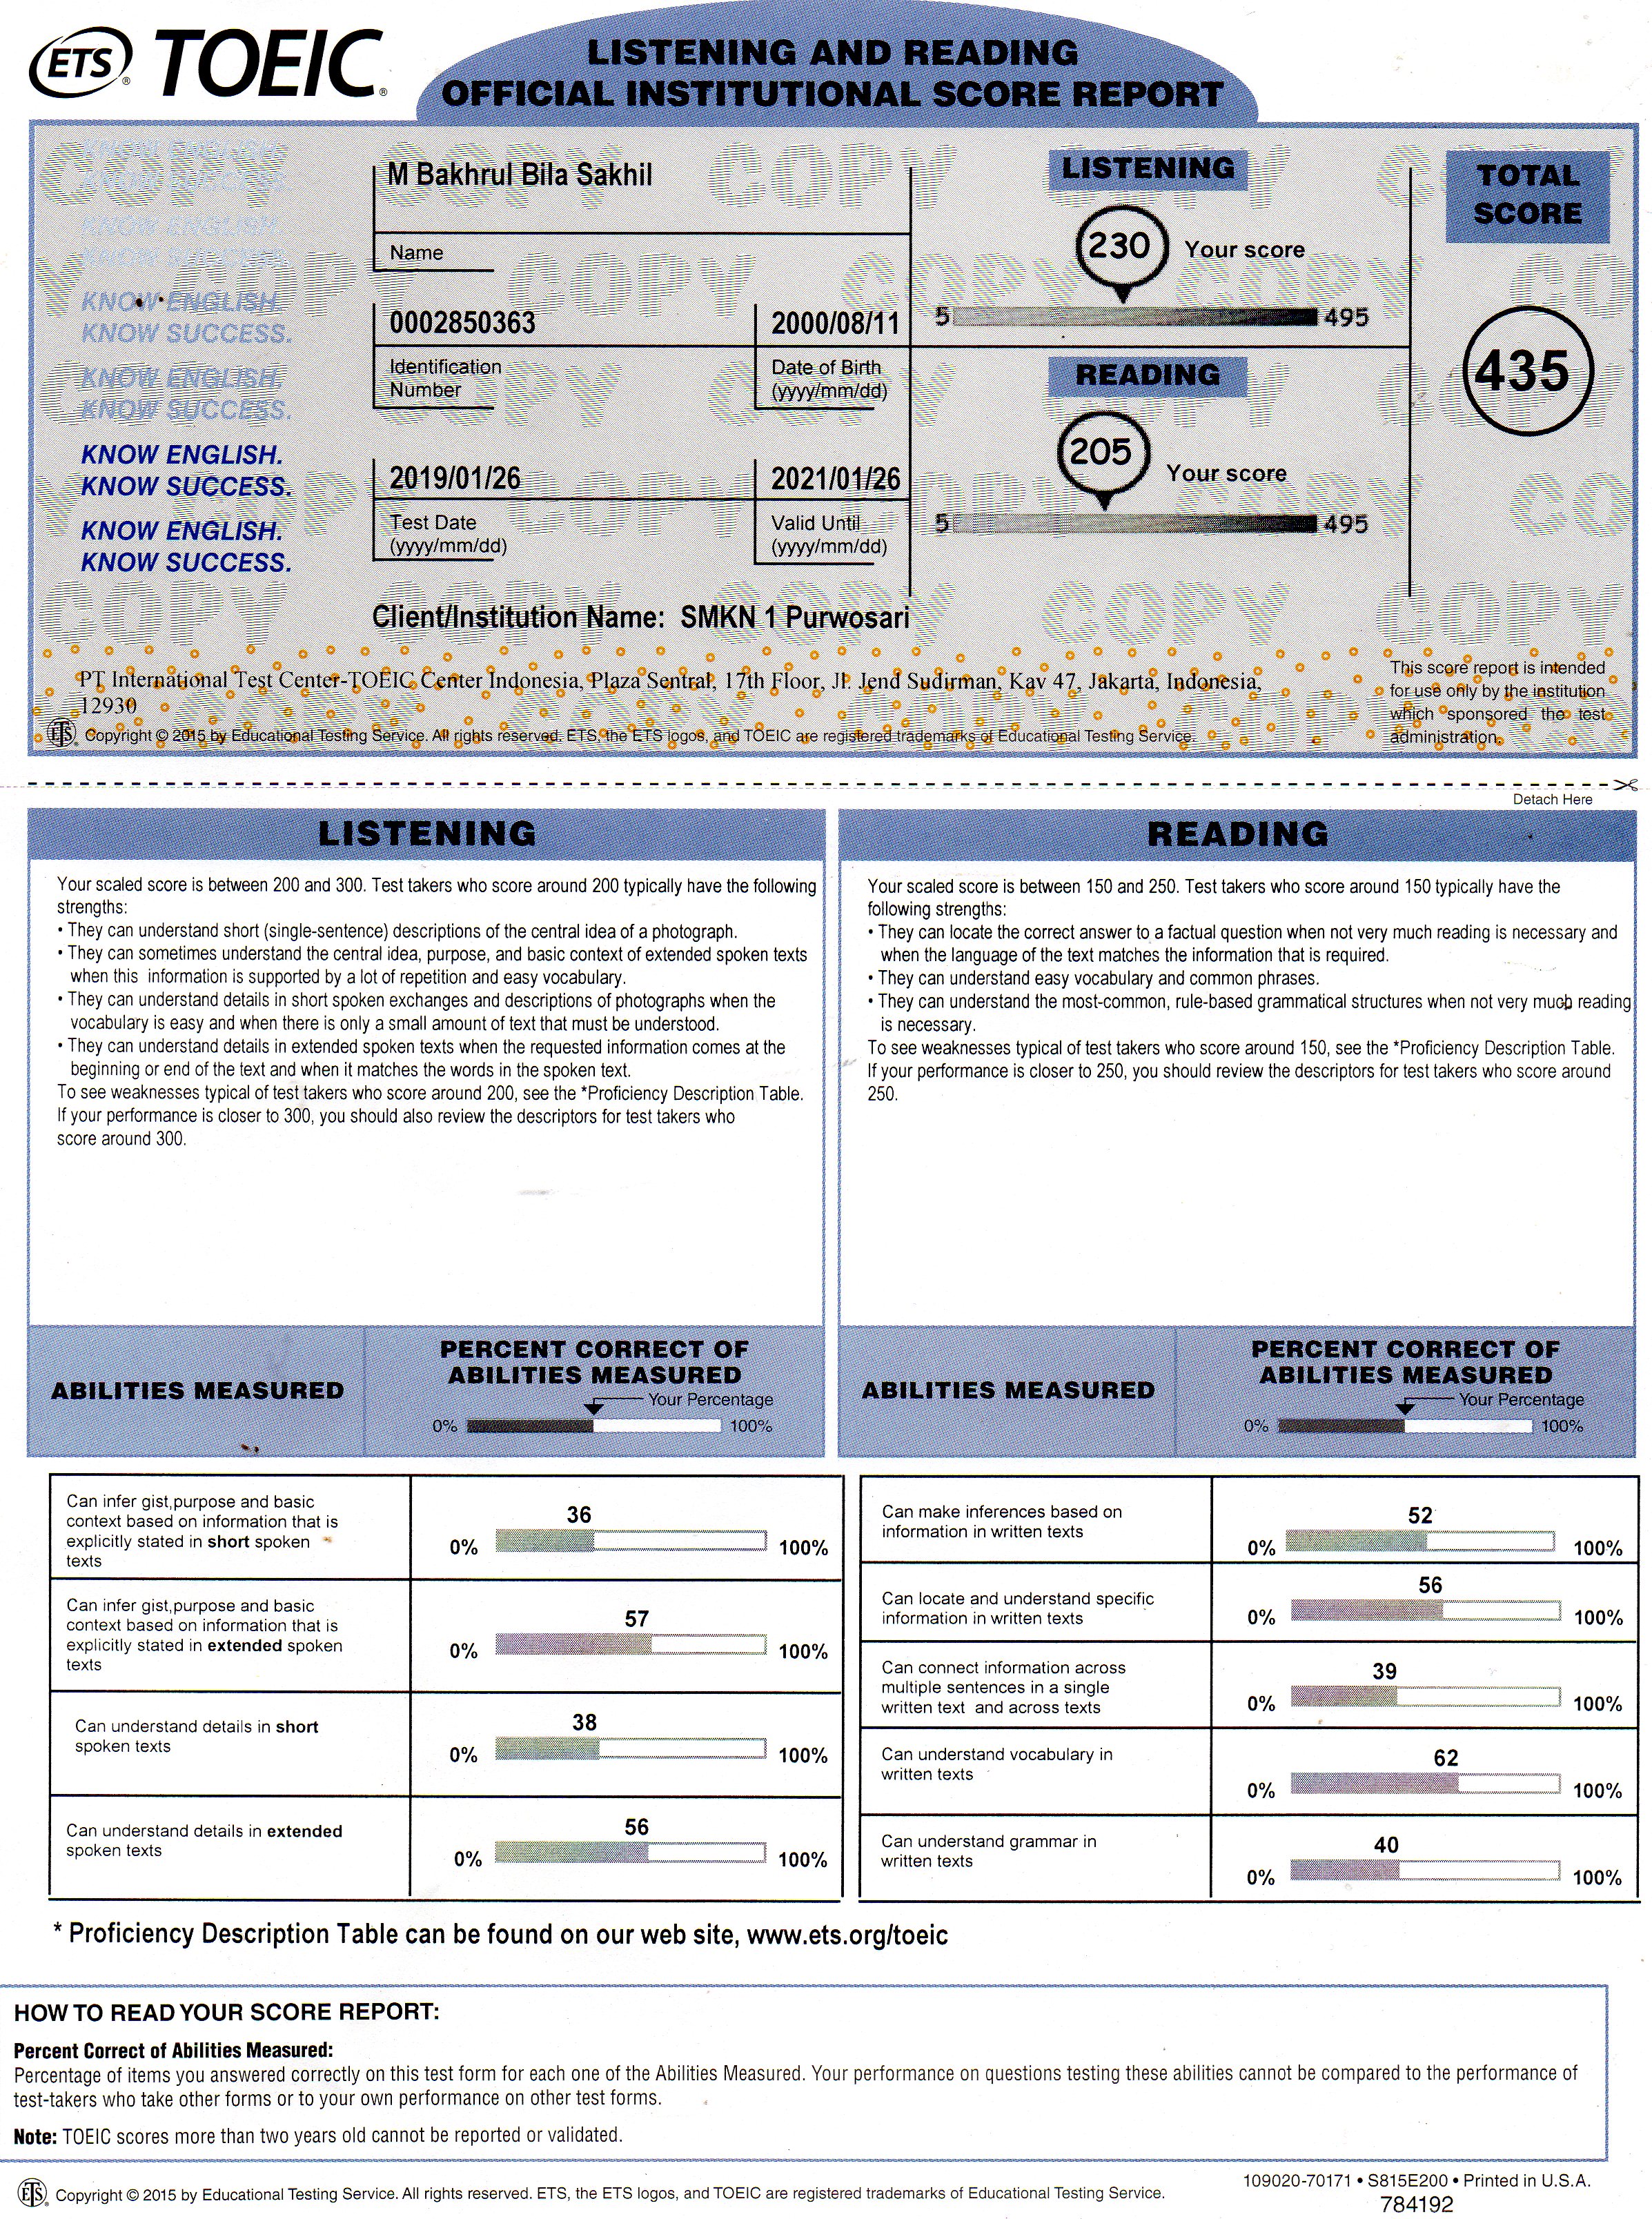 ETS® TOEIC®
LISTENING AND READING
OFFICIAL INSTITUTIONAL SCORE REPORT
KNOW ENGLISH.
KNOW SUCCESS.
KNOW ENGLISH.
KNOW SUCCESS.
KNOW ENGLISH.
KNOW SUCCESS.
KNOW ENGLISH.
KNOW SUCCESS.
KNOW ENGLISH.
KNOW SUCCESS.
KNOW ENGLISH.
KNOW SUCCESS.
M Bakhrul Bila Sakhil
Name
0002850363
Identification
Number
2000/08/11
Date of Birth
(yyyy/mm/dd)
2019/01/26
Test Date
(yyyy/mm/dd)
2021/01/26
Valid Until
(yyyy/mm/dd)
LISTENING
230 Your score
5 495
READING
205 Your score
5 495
TOTAL
SCORE
435
Client/Institution Name: SMKN 1 Purwosari
PT International Test Center-TOEIC Center Indonesia, Plaza Sentral, 17th Floor, Jl. Jend Sudirman, Kav 47, Jakarta, Indonesia,
12930
ETS® Copyright © 2015 by Educational Testing Service. All rights reserved. ETS, the ETS logos, and TOEIC are registered trademarks of Educational Testing Service.
This score report is intended
for use only by the institution
which sponsored the test
administration.
COPY COPY COPY COPY COPY
Detach Here
LISTENING
Your scaled score is between 200 and 300. Test takers who score around 200 typically have the following
strengths:
• They can understand short (single-sentence) descriptions of the central idea of a photograph.
• They can sometimes understand the central idea, purpose, and basic context of extended spoken texts
when this information is supported by a lot of repetition and easy vocabulary.
• They can understand details in short spoken exchanges and descriptions of photographs when the
vocabulary is easy and when there is only a small amount of text that must be understood.
• They can understand details in extended spoken texts when the requested information comes at the
beginning or end of the text and when it matches the words in the spoken text.
To see weaknesses typical of test takers who score around 200, see the *Proficiency Description Table.
If your performance is closer to 300, you should also review the descriptors for test takers who
score around 300.
READING
Your scaled score is between 150 and 250. Test takers who score around 150 typically have the
following strengths:
• They can locate the correct answer to a factual question when not very much reading is necessary and
when the language of the text matches the information that is required.
• They can understand easy vocabulary and common phrases.
• They can understand the most-common, rule-based grammatical structures when not very much reading
is necessary.
To see weaknesses typical of test takers who score around 150, see the *Proficiency Description Table.
If your performance is closer to 250, you should review the descriptors for test takers who score around
250.
ABILITIES MEASURED
PERCENT CORRECT OF
ABILITIES MEASURED
Your Percentage
0% 100%
Can infer gist,purpose and basic
context based on information that is
explicitly stated in short spoken
texts
36
0% 100%
Can infer gist,purpose and basic
context based on information that is
explicitly stated in extended spoken
texts
57
0% 100%
Can understand details in short
spoken texts
38
0% 100%
Can understand details in extended
spoken texts
56
0% 100%
ABILITIES MEASURED
PERCENT CORRECT OF
ABILITIES MEASURED
Your Percentage
0% 100%
Can make inferences based on
information in written texts
52
0% 100%
Can locate and understand specific
information in written texts
56
0% 100%
Can connect information across
multiple sentences in a single
written text and across texts
39
0% 100%
Can understand vocabulary in
written texts
62
0% 100%
Can understand grammar in
written texts
40
0% 100%
* Proficiency Description Table can be found on our web site, www.ets.org/toeic
HOW TO READ YOUR SCORE REPORT:
Percent Correct of Abilities Measured:
Percentage of items you answered correctly on this test form for each one of the Abilities Measured. Your performance on questions testing these abilities cannot be compared to the performance of
test-takers who take other forms or to your own performance on other test forms.
Note: TOEIC scores more than two years old cannot be reported or validated.
ETS® Copyright © 2015 by Educational Testing Service. All rights reserved. ETS, the ETS logos, and TOEIC are registered trademarks of Educational Testing Service.
109020-70171 • S815E200 • Printed in U.S.A.
784192